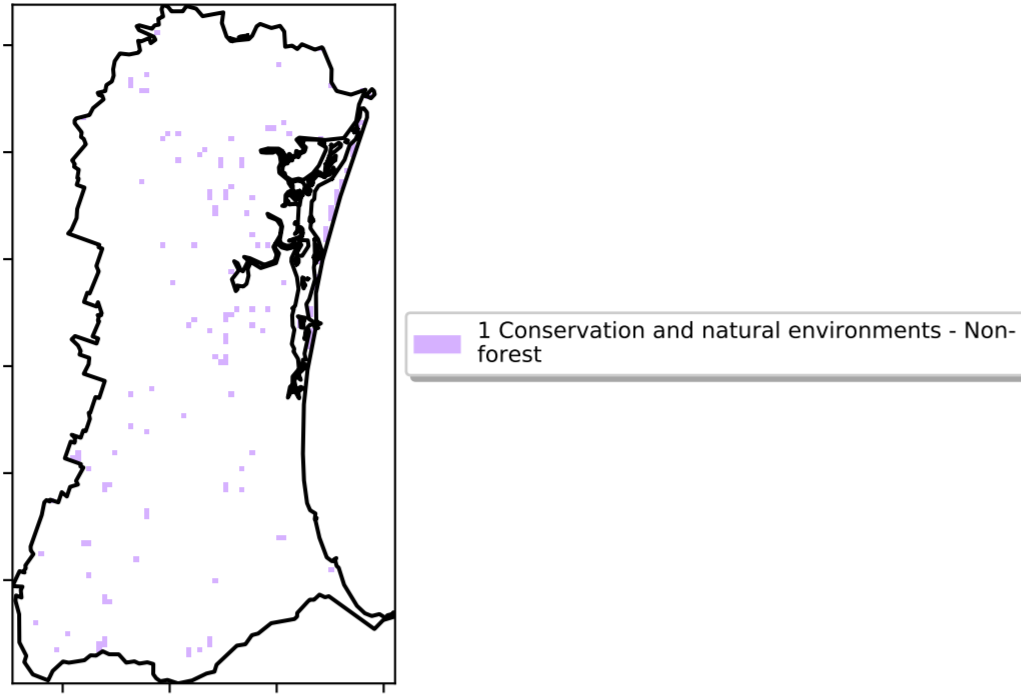 1 Conservation and natural environments - Non-
forest